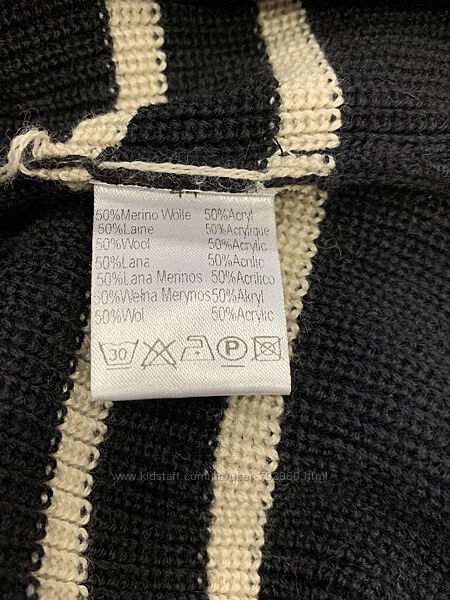 50%Merino Wolle 50%Acryl
50%Laine 50%Acrylique
50%Wool 50%Acrylic
50%Lana 50%Acrilic
50%Lana Merinos 50%Acrilico
50%Wełna Merynos 50%Akryl
50%Wol 50%Acrylic
30 P